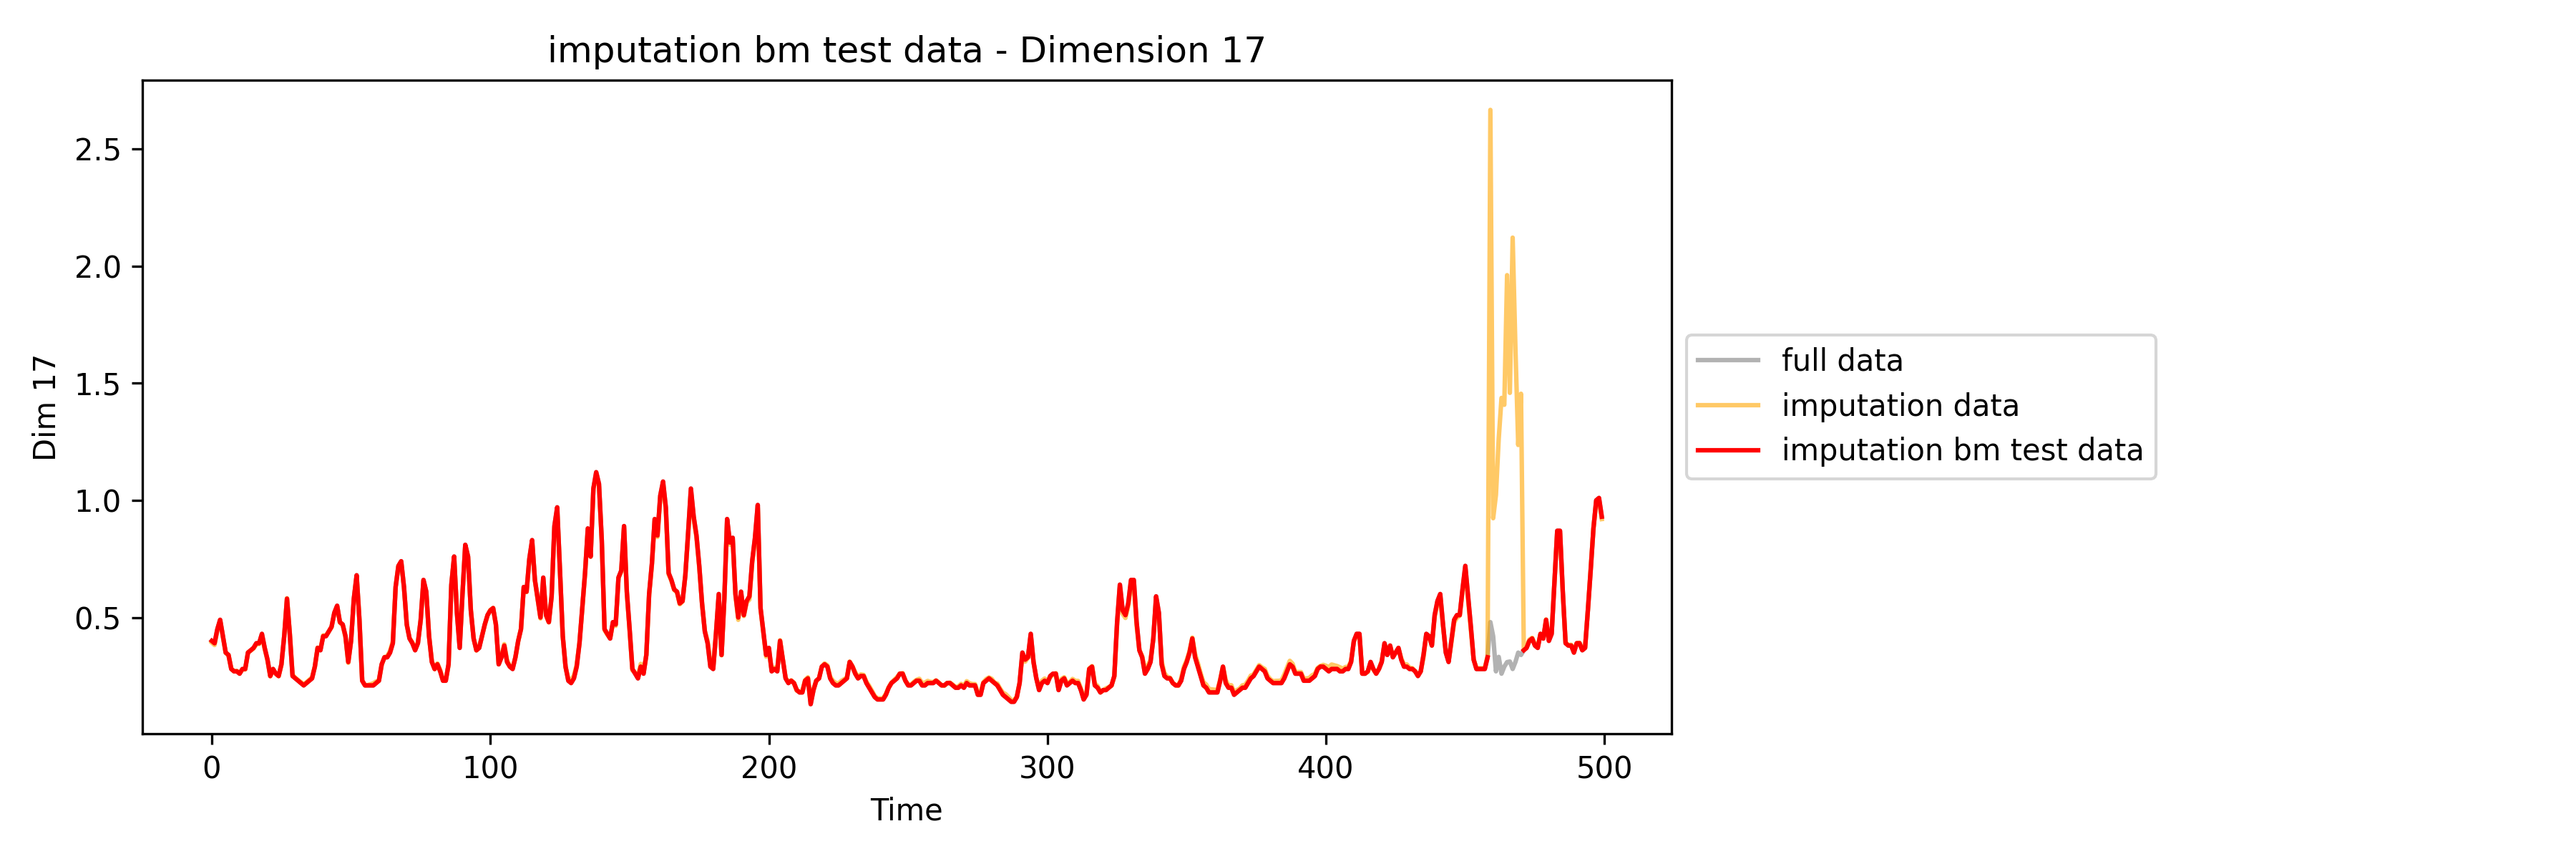 imputation bm test data - Dimension 17
2.5
2.0
1.5
1.0
0.5
Dim 17
0 100 200 300 400 500
Time
full data
imputation data
imputation bm test data